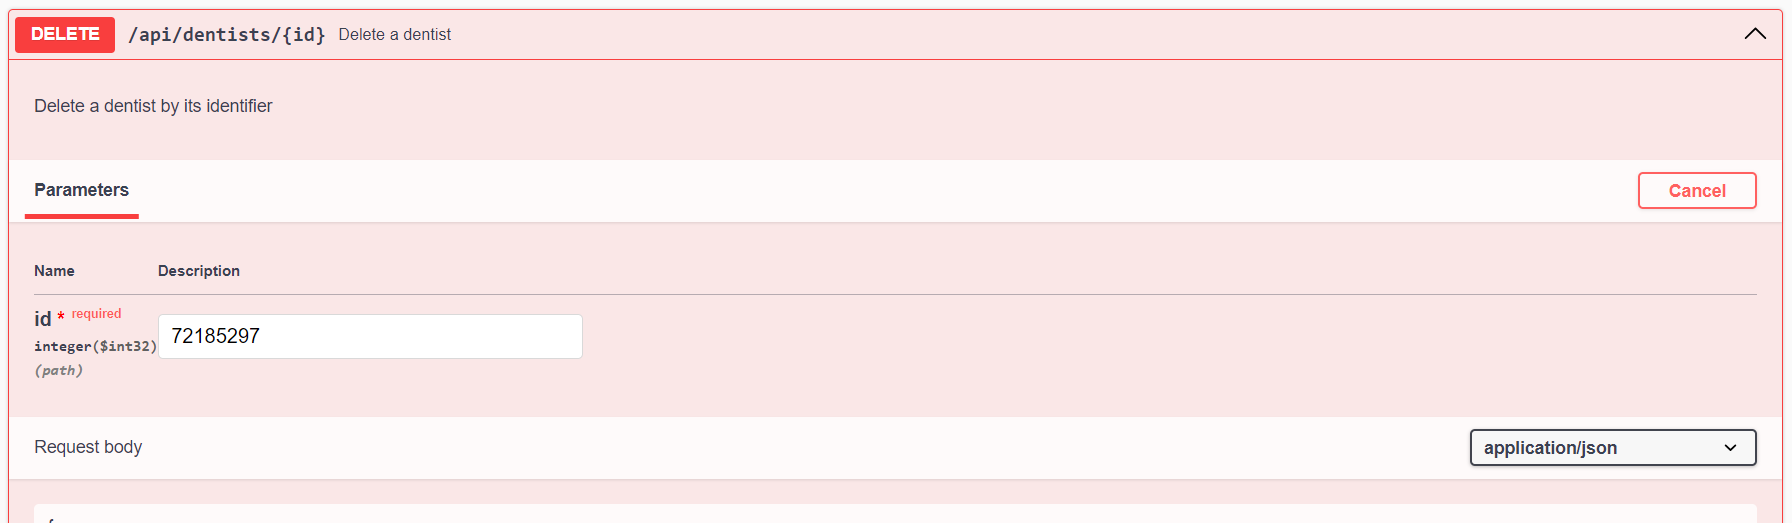 DELETE /api/dentists/{id} Delete a dentist
Delete a dentist by its identifier
Parameters Cancel
Name Description
id * required
72185297
integer($int32)
(path)
Request body application/json
{